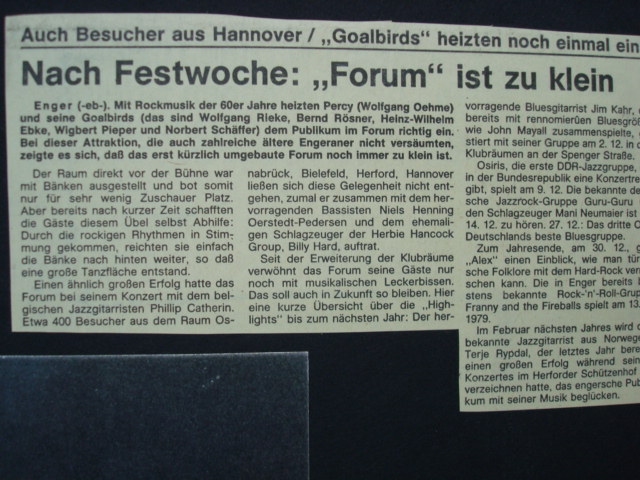 Auch Besucher aus Hannover / „Goalbirds" heizten noch einmal ein
Nach Festwoche: „Forum" ist zu klein
Enger (-eb-). Mit Rockmusik der 60er Jahre heizten Percy (Wolfgang Oehme)
und seine Goalbirds (das sind Wolfgang Rieke, Bernd Rösner, Heinz-Wilhelm
Ebke, Wigbert Pieper und Norbert Schäffer) dem Publikum im Forum richtig ein.
Bei dieser Attraktion, die auch zahlreiche ältere Engeraner nicht versäumten,
zeigte es sich, daß das erst kürzlich umgebaute Forum noch immer zu klein ist.
Der Raum direkt vor der Bühne war
mit Bänken ausgestellt und bot somit
nur für sehr wenig Zuschauer Platz.
Aber bereits nach kurzer Zeit schafften
die Gäste diesem Übel selbst Abhilfe:
Durch die rockigen Rhythmen in Stim-
mung gekommen, reichten sie einfach
die Bänke nach hinten weiter, so daß
eine große Tanzfläche entstand.
Einen ähnlich großen Erfolg hatte das
Forum bei seinem Konzert mit dem bel-
gischen Jazzgitarristen Phillip Catherin.
Etwa 400 Besucher aus dem Raum Os-
nabrück, Bielefeld, Herford, Hannover
ließen sich diese Gelegenheit nicht ent-
gehen, zumal er zusammen mit dem her-
vorragenden Bassisten Niels Henning
Oerstedt-Pedersen und dem ehemali-
gen Schlagzeuger der Herbie Hancock
Group, Billy Hard, auftrat.
Seit der Erweiterung der Klubräume
verwöhnt das Forum seine Gäste nur
noch mit musikalischen Leckerbissen.
Das soll auch in Zukunft so bleiben. Hier
eine kurze Übersicht über die „High-
lights" bis zum nächsten Jahr: Der her-
vorragende Bluesgitarrist Jim Kahr, d
bereits mit rennomierüen Bluesgröß
wie John Mayall zusammenspielte,
stiert mit seiner Gruppe am 2. 12. in d
Klubräumen an der Spenger Straße.
Osiris, die erste DDR-Jazzgruppe,
in der Bundesrepublik eine Konzertre
gibt, spielt am 9. 12. Die bekannte de
sche Jazzrock-Gruppe Guru-Guru
den Schlagzeuger Mani Neumaier ist
14. 12. zu hören. 27. 12.: Das dritte C
Deutschlands beste Bluesgruppe.
Zum Jahresende, am 30. 12., g
„Alex" einen Einblick, wie man tür
sche Folklore mit dem Hard-Rock ver
schen kann. Die in Enger bereits
stens bekannte Rock-'n'-Roll-Grup
Franny and the Fireballs spielt am 13.
1979.
Im Februar nächsten Jahres wird d
bekannte Jazzgitarrist aus Norweg
Terje Rypdal, der letztes Jahr bere
einen großen Erfolg während sein
Konzertes im Herforder Schützenhof
verzeichnen hatte, das engersche Pub
kum mit seiner Musik beglücken.